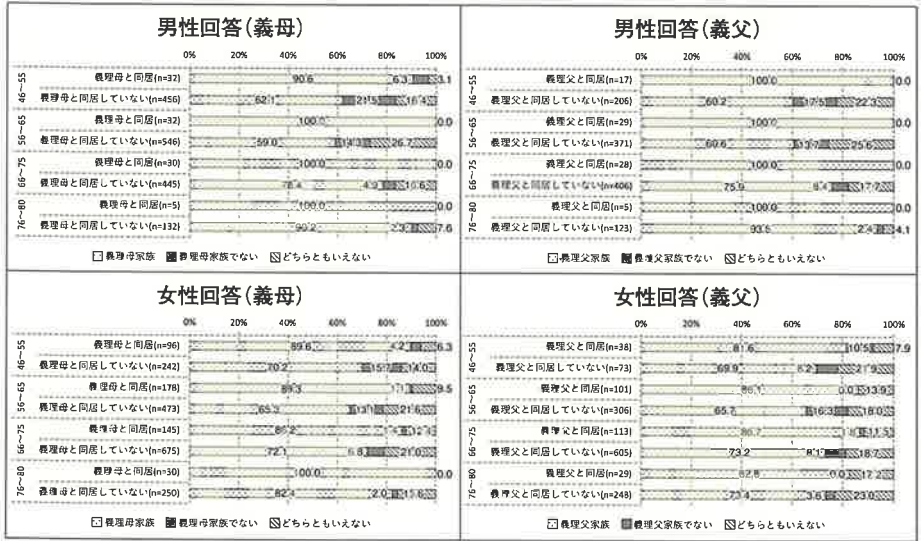 男性回答(義母)
0% 20% 40% 60% 80% 100%
46～55
義理母と同居(n=32) 90.6 6.3 3.1
義理母と同居していない(n=456) 62.1 21.5 16.4
56～65
義理母と同居(n=32) 100.0 0.0
義理母と同居していない(n=546) 59.0 14.3 26.7
66～75
義理母と同居(n=30) 100.0 0.0
義理母と同居していない(n=445) 4.9
76～80
義理母と同居(n=5) 100.0 0.0
義理母と同居していない(n=132) 90.2 2.3 7.6
義理母家族 義理母家族でない どちらともいえない
男性回答(義父)
0% 20% 40% 60% 80% 100%
46～55
義理父と同居(n=17) 100.0 0.0
義理父と同居していない(n=206) 60.2 17.5 22.3
56～65
義理父と同居(n=29) 100.0 0.0
義理父と同居していない(n=371) 60.6 13.7 25.6
66～75
義理父と同居(n=28) 100.0 0.0
義理父と同居していない(n=406) 75.9 6.4 17.7
76～80
義理父と同居(n=5) 100.0 0.0
義理父と同居していない(n=123) 93.5 2.4 4.1
義理父家族 義理父家族でない どちらともいえない
女性回答(義母)
0% 20% 40% 60% 80% 100%
46～55
義理母と同居(n=96) 89.6 4.2 6.3
義理母と同居していない(n=242) 70.2 15.7 14.0
56～65
義理母と同居(n=178) 89.3 9.5
義理母と同居していない(n=473) 65.3 13.1 21.6
66～75
義理母と同居(n=145) 86.2 12.4
義理母と同居していない(n=675) 72.1 6.8 21.0
76～80
義理母と同居(n=30) 100.0 0.0
義理母と同居していない(n=250) 82.4 2.0 15.6
義理母家族 義理母家族でない どちらともいえない
女性回答(義父)
0% 20% 40% 60% 80% 100%
46～55
義理父と同居(n=38) 81.6 10.5 7.9
義理父と同居していない(n=73) 69.9 8.2 21.9
56～65
義理父と同居(n=101) 86.1 0.0 13.9
義理父と同居していない(n=306) 65.7 16.3 18.0
66～75
義理父と同居(n=113) 86.7 11.5
義理父と同居していない(n=605) 73.2 8.1 18.7
76～80
義理父と同居(n=29) 82.8 0.0 17.2
義理父と同居していない(n=248) 73.4 3.6 23.0
義理父家族 義理父家族でない どちらともいえない